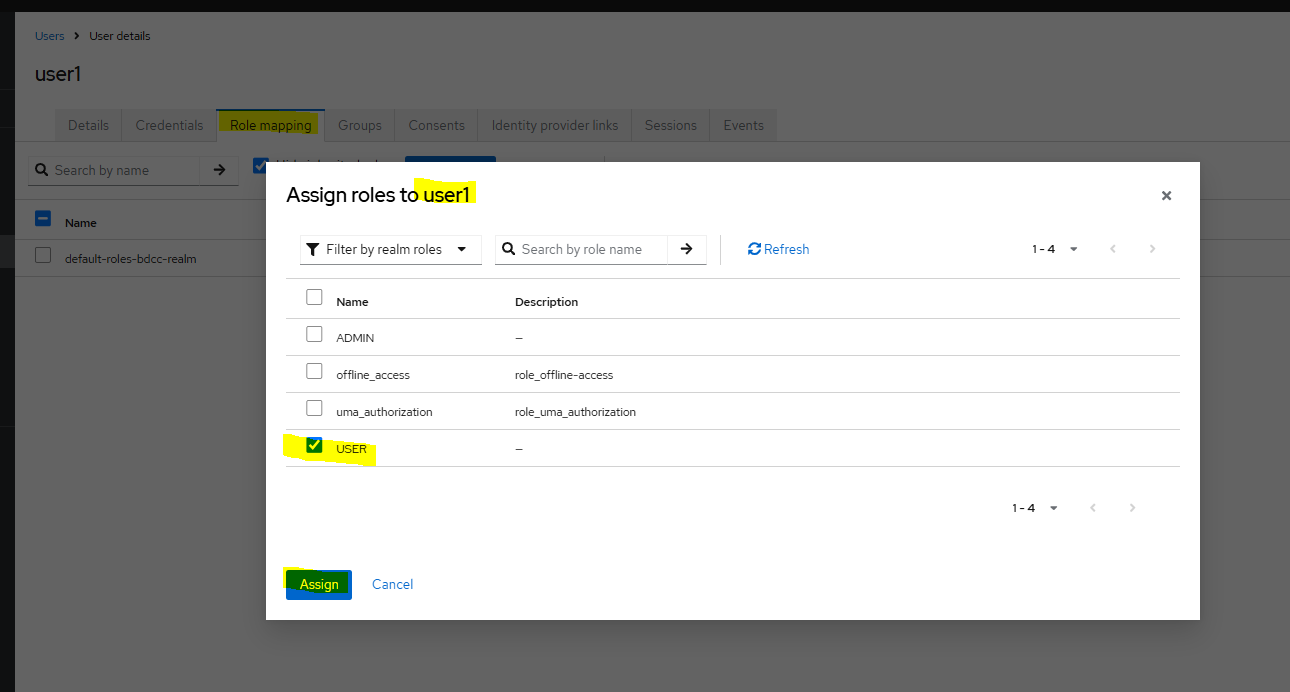 Users > User details
user1
Details Credentials Role mapping Groups Consents Identity provider links Sessions Events
Search by name
Name
default-roles-bdcc-realm
Assign roles to user1
Filter by realm roles Search by role name Refresh 1 - 4
Name Description
ADMIN –
offline_access role_offline-access
uma_authorization role_uma_authorization
USER –
1 - 4
Assign Cancel